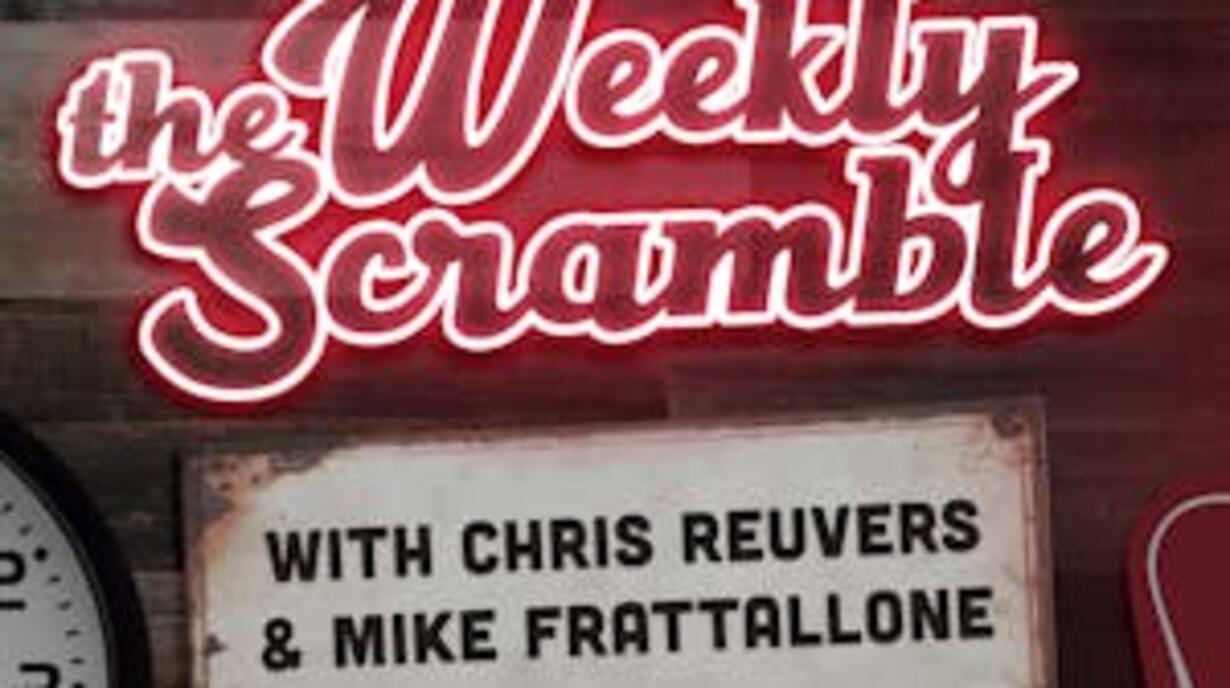 the Weekly
Scramble
WITH CHRIS REUVERS
& MIKE FRATTALLONE